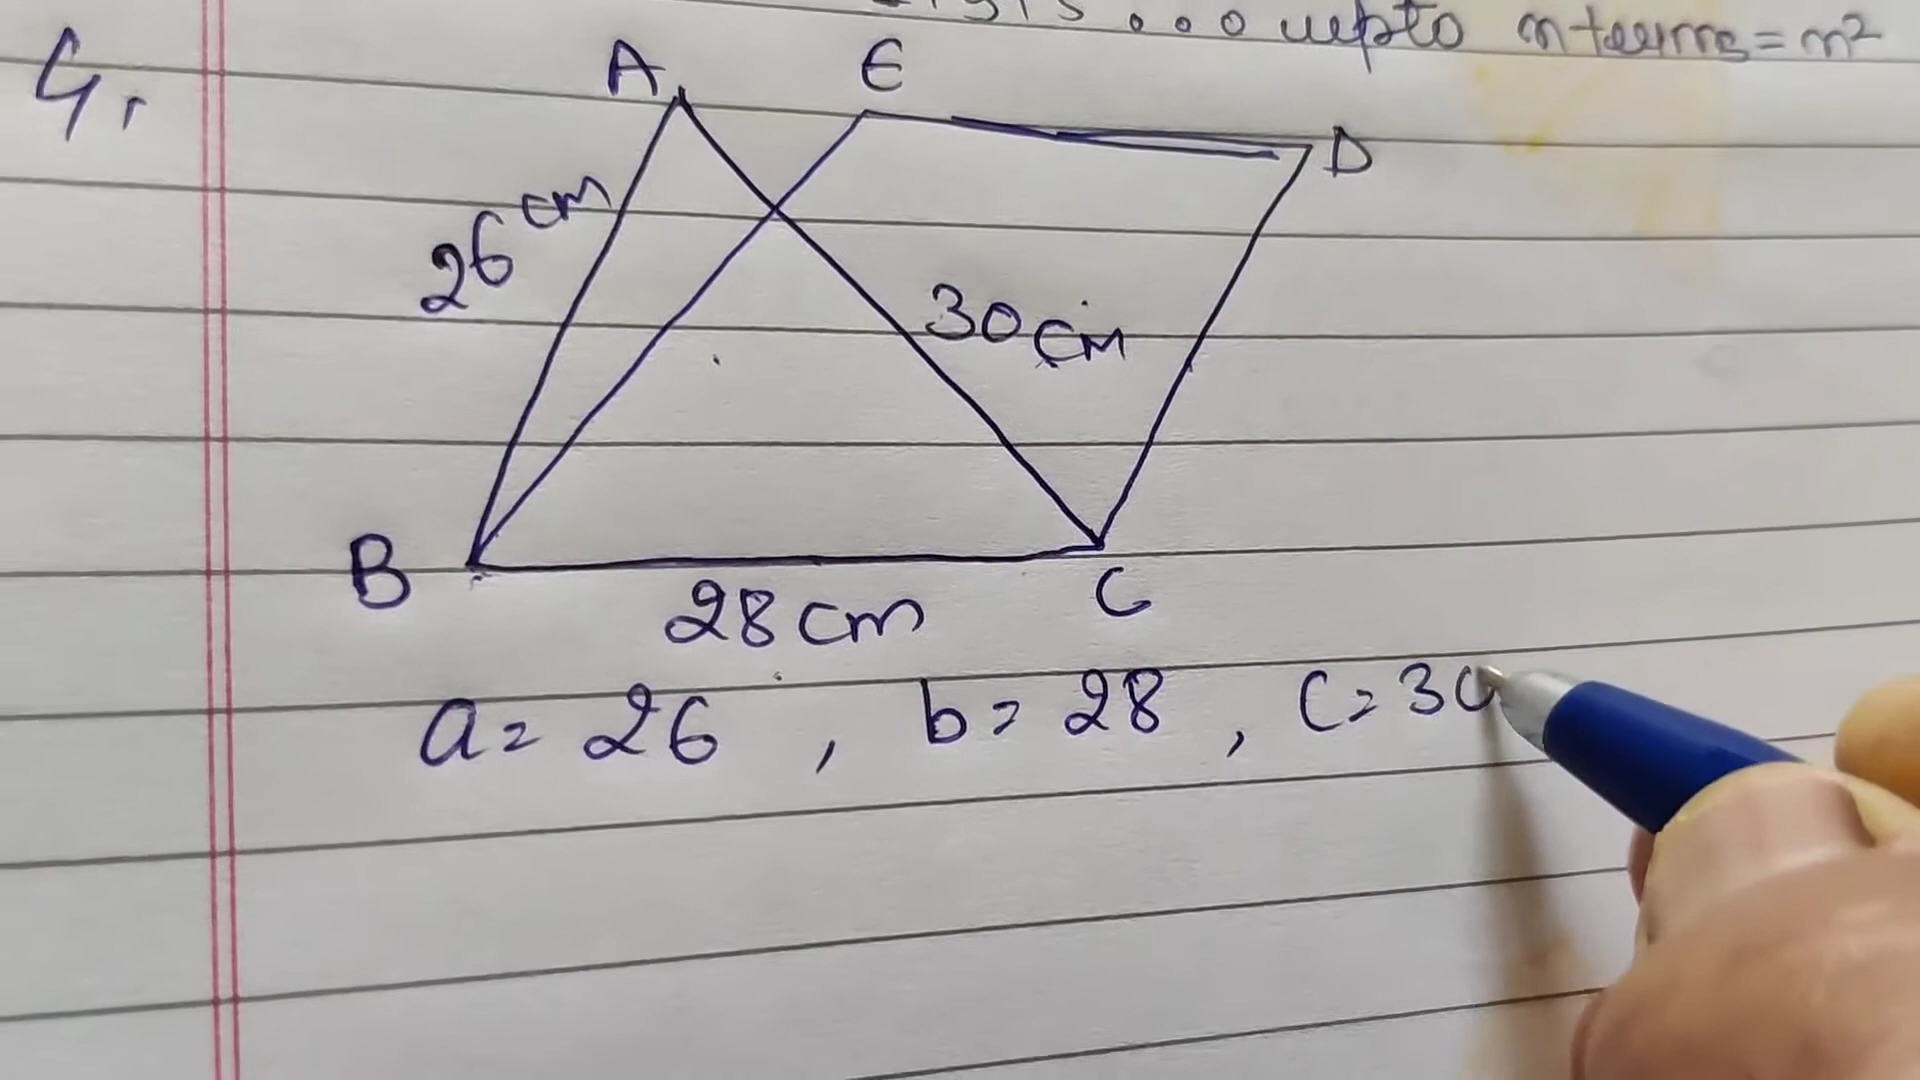 ... upto n terms = n²
4.
A E
D
26 cm
30 cm
B C
28 cm
a = 26 , b = 28 , c = 30